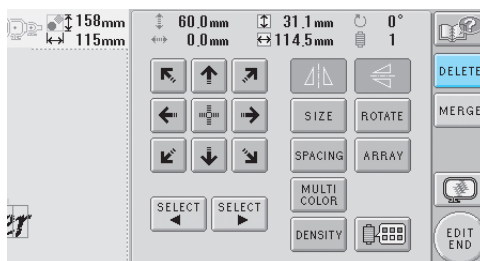 158mm 60.0mm 31.1mm 0°
115mm 0.0mm 114.5mm 1
DELETE
SIZE ROTATE MERGE
SPACING ARRAY
SELECT SELECT MULTI COLOR
DENSITY EDIT END